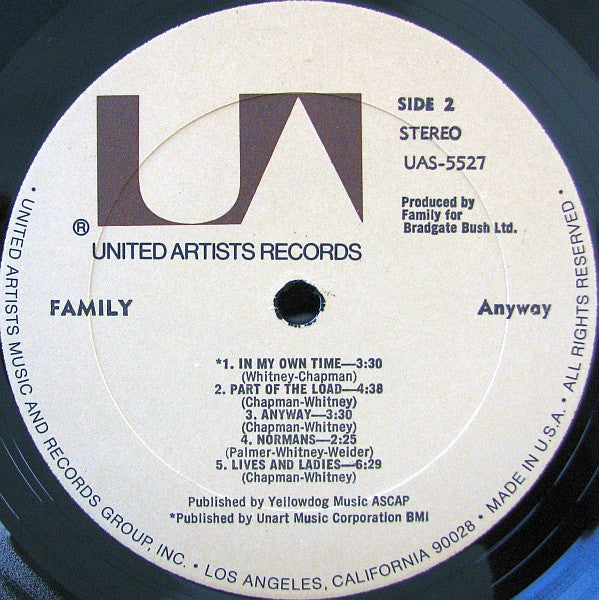 UA
SIDE 2
STEREO
UAS-5527
Produced by
Family for
Bradgate Bush Ltd.
®
UNITED ARTISTS RECORDS
FAMILY
Anyway
*1. IN MY OWN TIME—3:30
(Whitney-Chapman)
2. PART OF THE LOAD—4:38
(Chapman-Whitney)
3. ANYWAY—3:30
(Chapman-Whitney)
4. NORMANS—2:25
(Palmer-Whitney-Weider)
5. LIVES AND LADIES—6:29
(Chapman-Whitney)
Published by Yellowdog Music ASCAP
*Published by Unart Music Corporation BMI
• UNITED ARTISTS MUSIC AND RECORDS GROUP, INC. • LOS ANGELES, CALIFORNIA 90028 • MADE IN U.S.A. • ALL RIGHTS RESERVED •